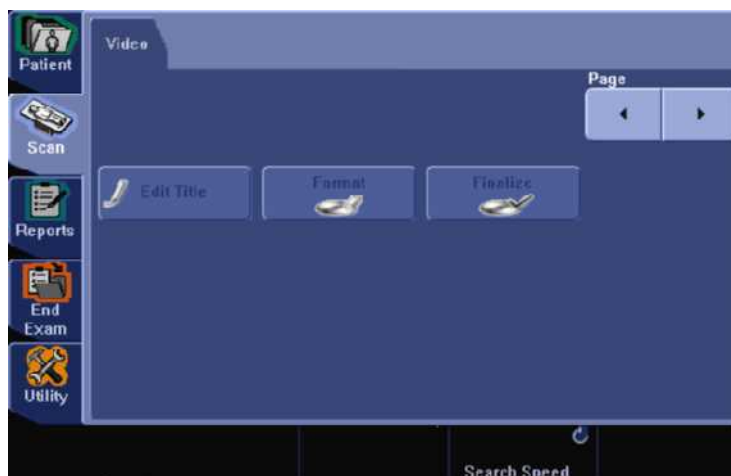 Patient
Video
Page
Scan
Edit Title
Format
Finalize
Reports
End
Exam
Utility
Search Speed